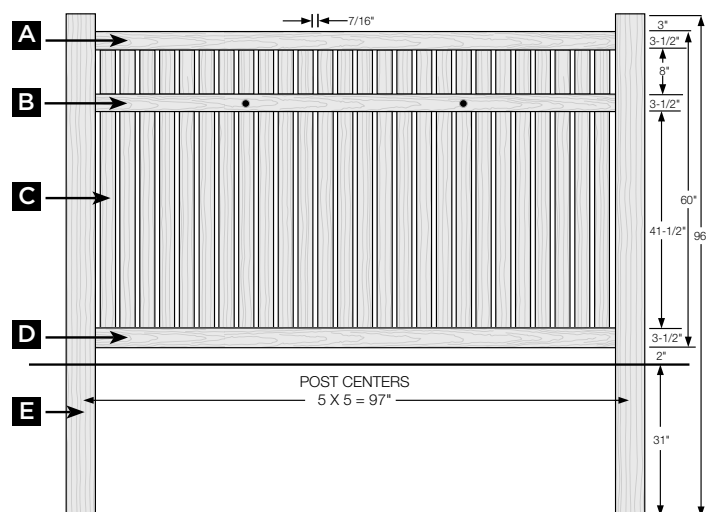 7/16"
A
3"
3-1/2"
8"
B
3-1/2"
C
60"
41-1/2"
96
D
3-1/2"
2"
POST CENTERS
5 X 5 = 97"
E
31"